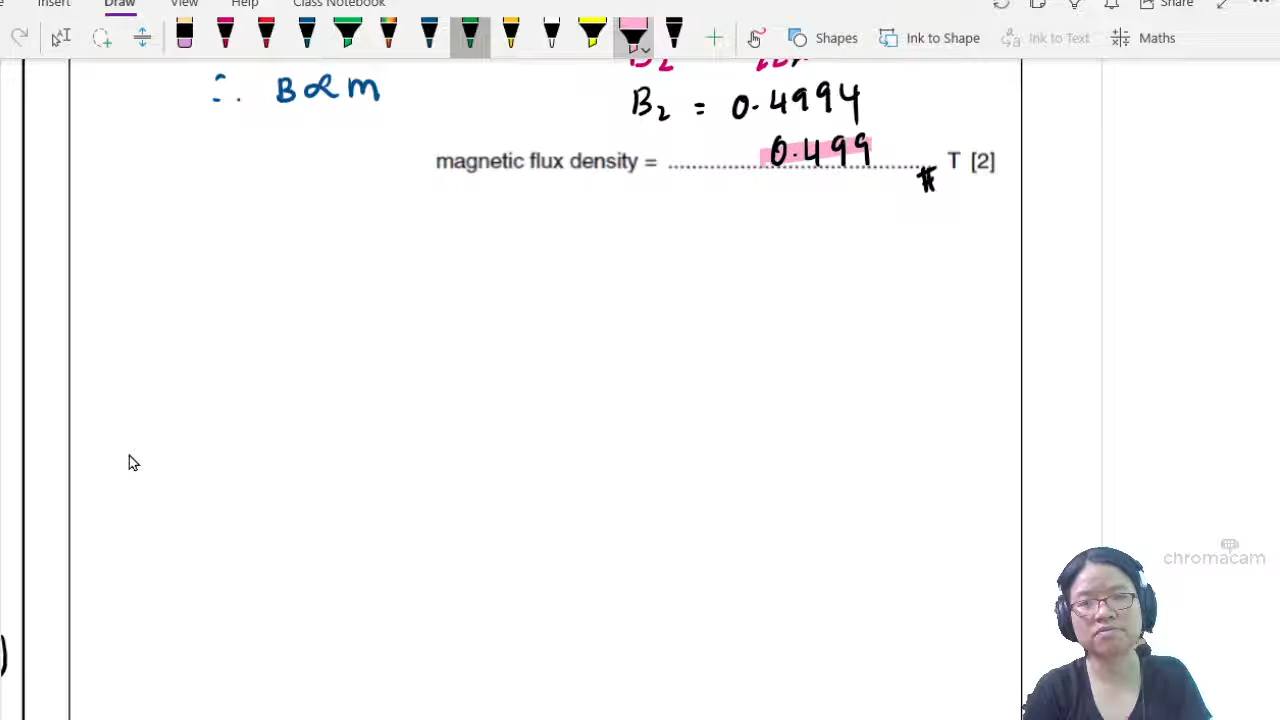 Insert Draw View Help Class Notebook Share
Shapes Ink to Shape Ink to Text Maths
∴ B α m
B₂
B₂ = 0.4994
0.499
magnetic flux density = .............................................. T [2]
chromacam